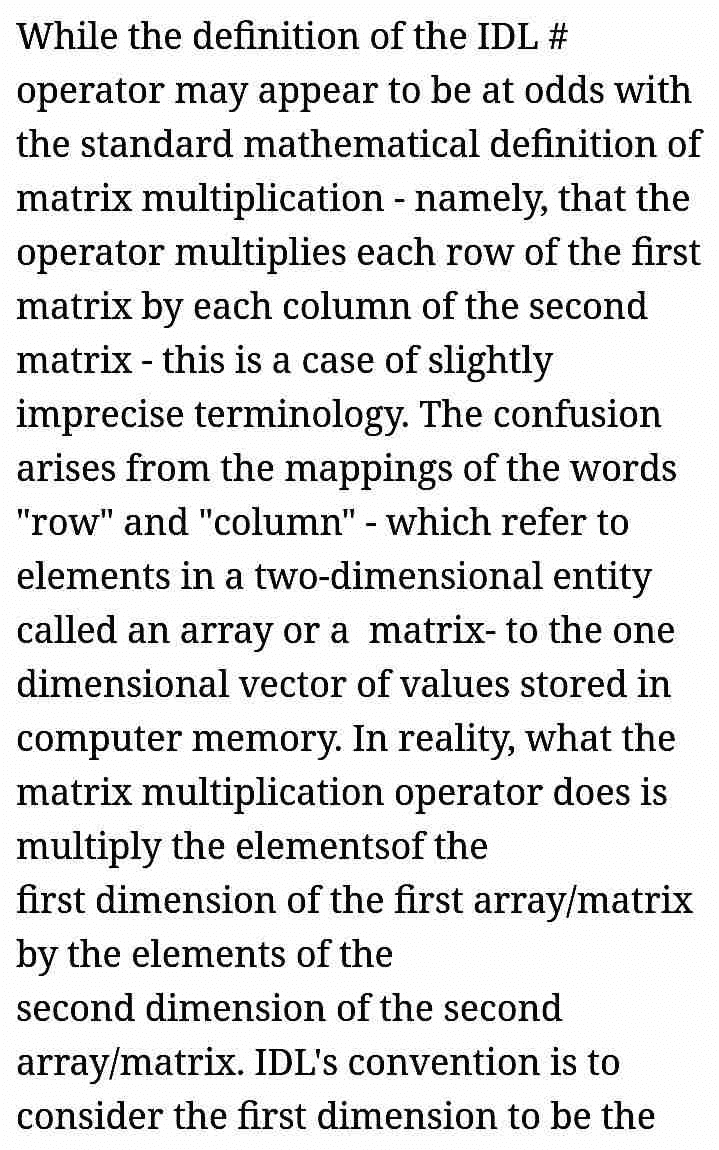 While the definition of the IDL #
operator may appear to be at odds with
the standard mathematical definition of
matrix multiplication - namely, that the
operator multiplies each row of the first
matrix by each column of the second
matrix - this is a case of slightly
imprecise terminology. The confusion
arises from the mappings of the words
"row" and "column" - which refer to
elements in a two-dimensional entity
called an array or a  matrix- to the one
dimensional vector of values stored in
computer memory. In reality, what the
matrix multiplication operator does is
multiply the elementsof the
first dimension of the first array/matrix
by the elements of the
second dimension of the second
array/matrix. IDL's convention is to
consider the first dimension to be the